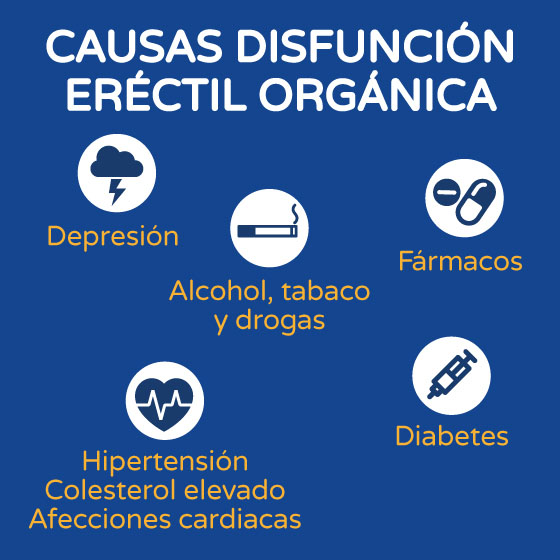 CAUSAS DISFUNCIÓN
ERÉCTIL ORGÁNICA
Depresión
Alcohol, tabaco
y drogas
Fármacos
Hipertensión
Colesterol elevado
Afecciones cardiacas
Diabetes